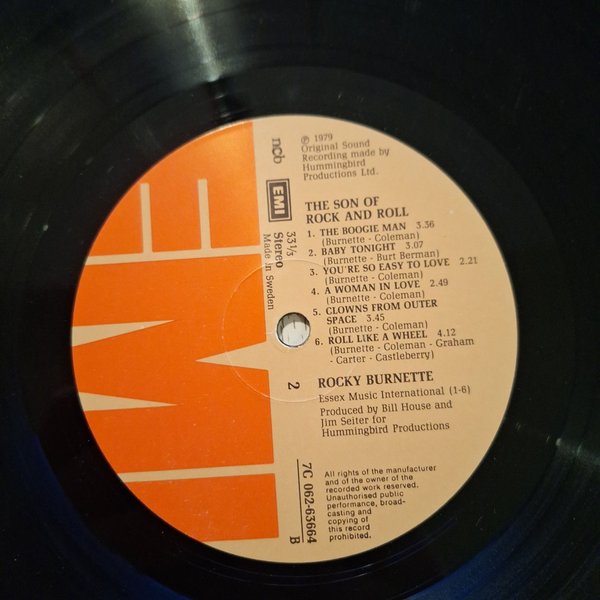 ℗ 1979
Original Sound
Recording made by
Hummingbird
Productions Ltd.
ncb
EMI
33⅓
Stereo
Made in Sweden
THE SON OF
ROCK AND ROLL
1. THE BOOGIE MAN 3.36
(Burnette - Coleman)
2. BABY TONIGHT 3.07
(Burnette - Burt Berman)
3. YOU'RE SO EASY TO LOVE 2.21
(Burnette - Coleman)
4. A WOMAN IN LOVE 2.49
(Burnette - Coleman)
5. CLOWNS FROM OUTER
SPACE 3.45
(Burnette - Coleman)
6. ROLL LIKE A WHEEL 4.12
(Burnette - Coleman - Graham
- Carter - Castleberry)
2
ROCKY BURNETTE
Essex Music International (1-6)
Produced by Bill House and
Jim Seiter for
Hummingbird Productions
7C 062-63664
B
All rights of the manufacturer
and of the owner of the
recorded work reserved.
Unauthorised public
performance, broad-
casting and
copying of
this record
prohibited.
EMI